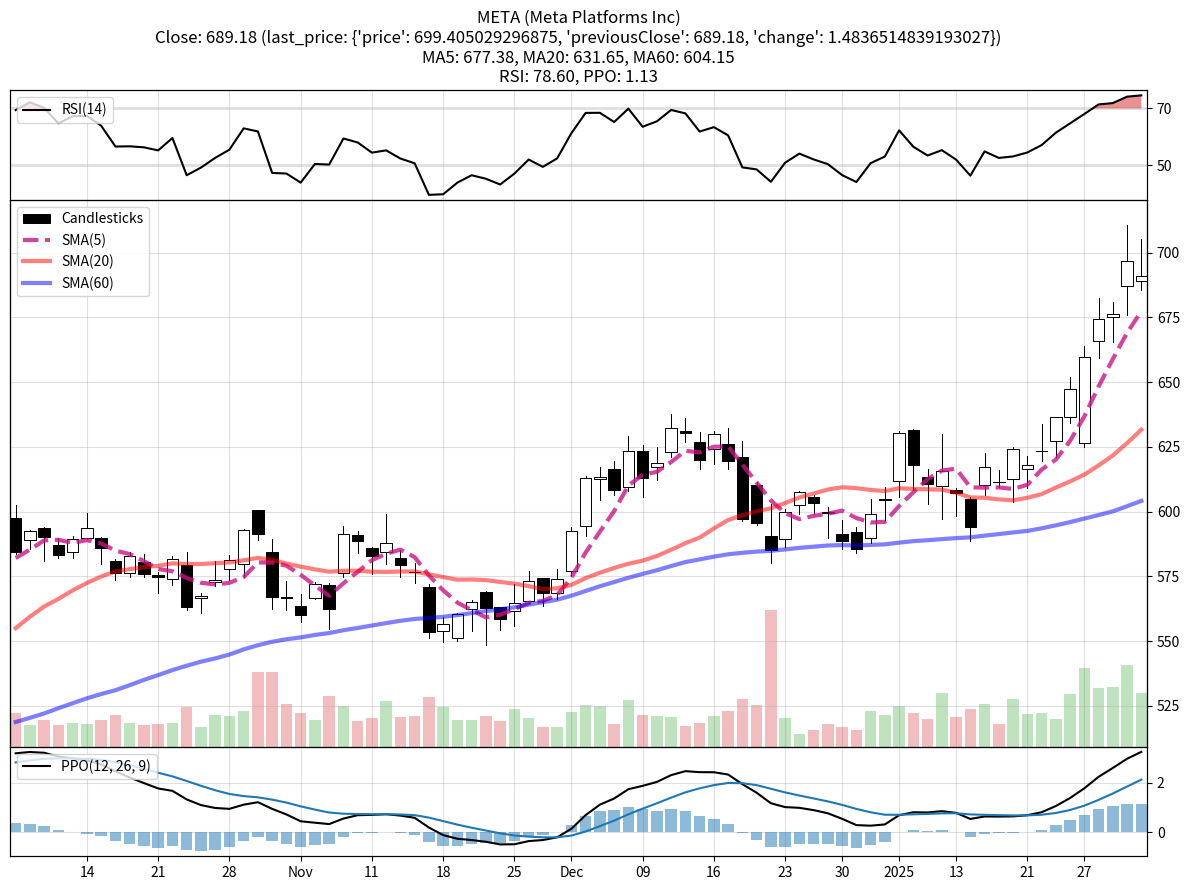 META (Meta Platforms Inc)
Close: 689.18 (last_price: {'price': 699.405029296875, 'previousClose': 689.18, 'change': 1.4836514839193027})
MA5: 677.38, MA20: 631.65, MA60: 604.15
RSI: 78.60, PPO: 1.13
RSI(14)
70
50
Candlesticks
SMA(5)
SMA(20)
SMA(60)
700
675
650
625
600
575
550
525
PPO(12, 26, 9)
2
0
14 21 28 Nov 11 18 25 Dec 09 16 23 30 2025 13 21 27